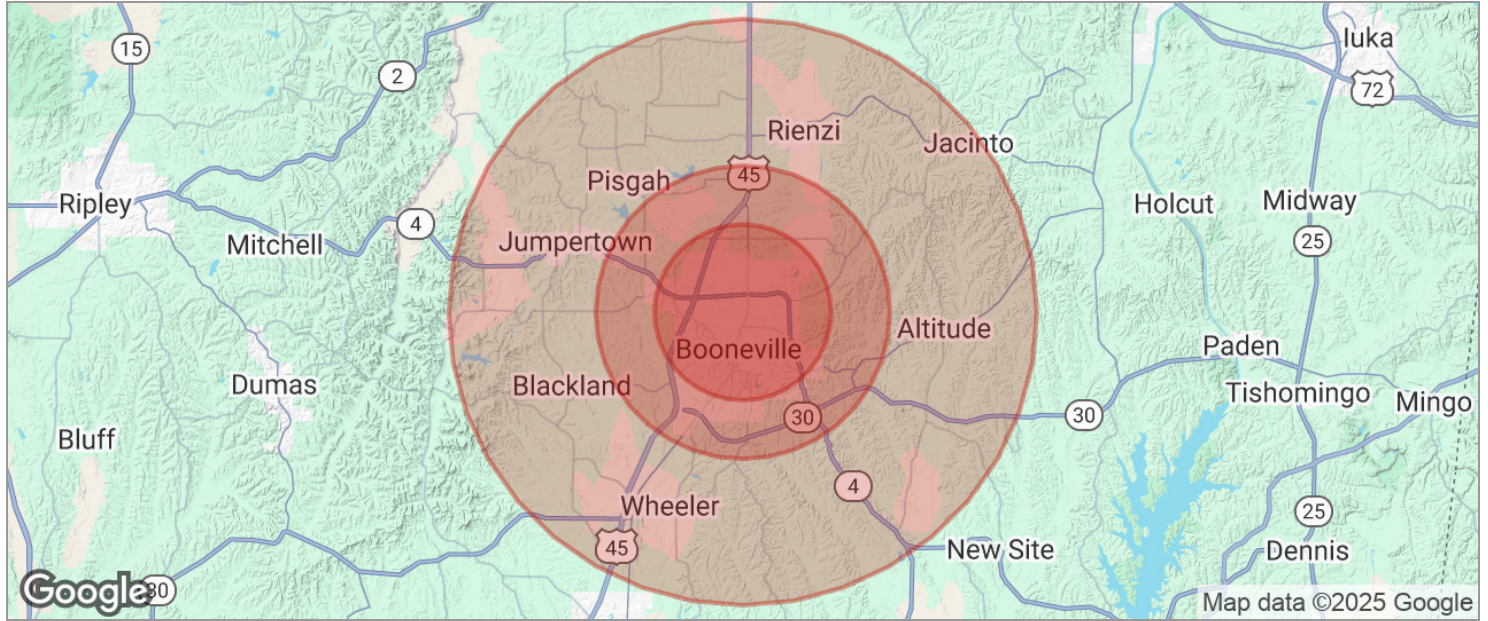 Iuka
15
2
72
Rienzi
Jacinto
45
Pisgah
Ripley
Holcut
Midway
4
Mitchell
Jumpertown
25
Altitude
Booneville
Paden
Dumas
Blackland
Tishomingo
Mingo
30
30
Bluff
4
Wheeler
25
45
New Site
Dennis
Google
30
Map data ©2025 Google